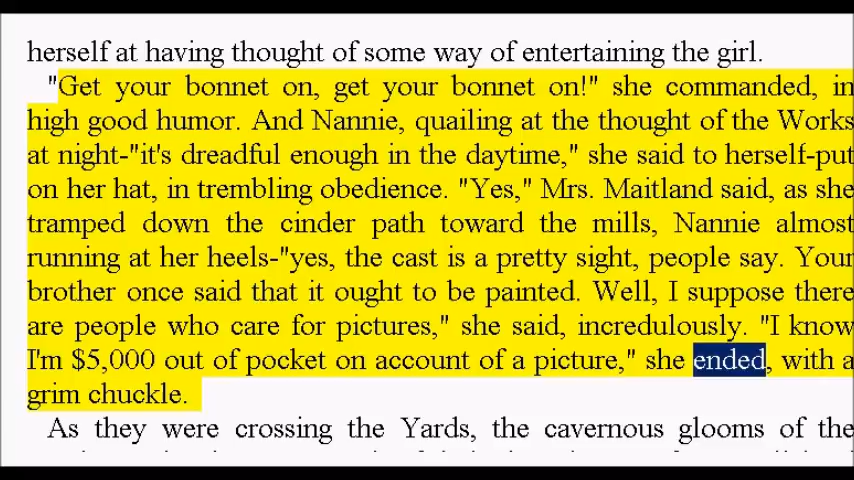 herself at having thought of some way of entertaining the girl.
"Get your bonnet on, get your bonnet on!" she commanded, in
high good humor. And Nannie, quailing at the thought of the Works
at night-"it's dreadful enough in the daytime," she said to herself-put
on her hat, in trembling obedience. "Yes," Mrs. Maitland said, as she
tramped down the cinder path toward the mills, Nannie almost
running at her heels-"yes, the cast is a pretty sight, people say. Your
brother once said that it ought to be painted. Well, I suppose there
are people who care for pictures," she said, incredulously. "I know
I'm $5,000 out of pocket on account of a picture," she ended, with a
grim chuckle.
As they were crossing the Yards, the cavernous glooms of the